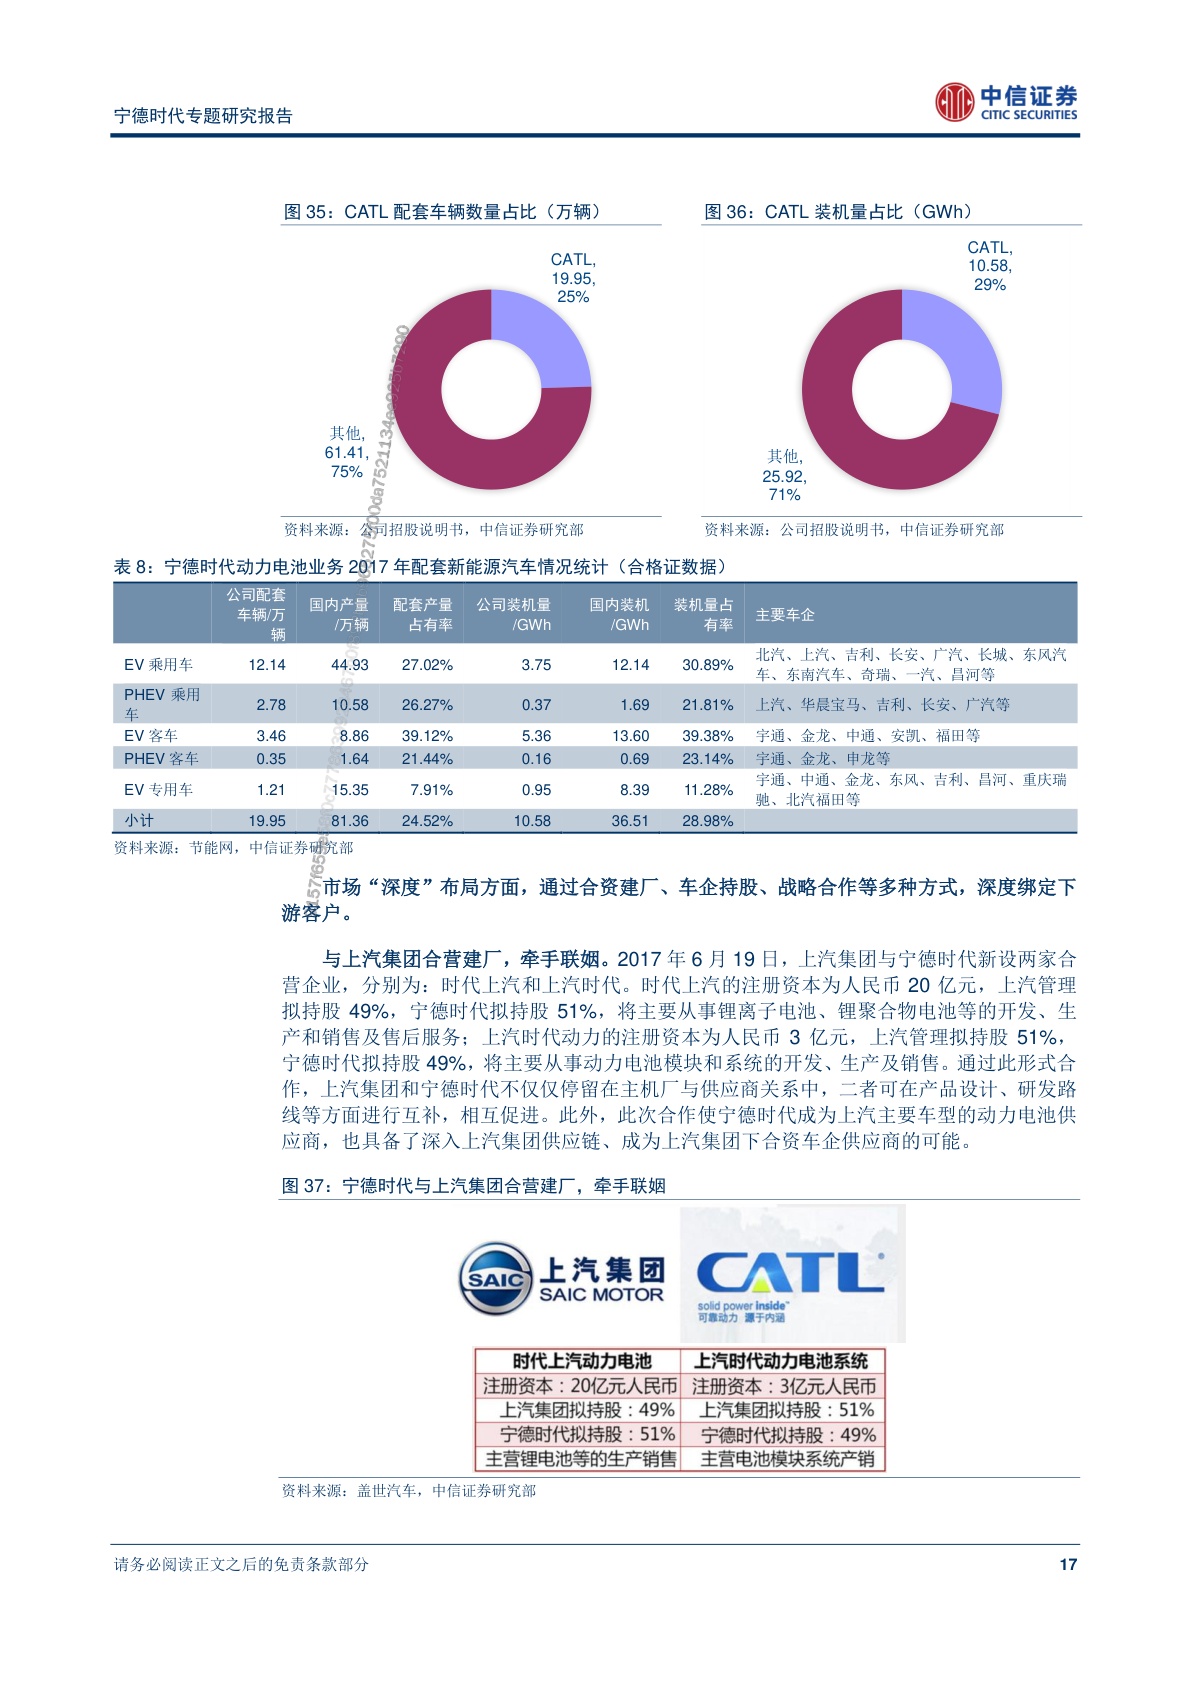 宁德时代专题研究报告
中信证券
CITIC SECURITIES
图 35：CATL 配套车辆数量占比（万辆）
CATL,
19.95,
25%
其他,
61.41,
75%
资料来源：公司招股说明书，中信证券研究部
图 36：CATL 装机量占比（GWh）
CATL,
10.58,
29%
其他,
25.92,
71%
资料来源：公司招股说明书，中信证券研究部
表 8：宁德时代动力电池业务 2017 年配套新能源汽车情况统计（合格证数据）
公司配套车辆/万辆 国内产量/万辆 配套产量占有率 公司装机量/GWh 国内装机/GWh 装机量占有率 主要车企
EV 乘用车 12.14 44.93 27.02% 3.75 12.14 30.89% 北汽、上汽、吉利、长安、广汽、长城、东风汽
车、东南汽车、奇瑞、一汽、昌河等
PHEV 乘用车 2.78 10.58 26.27% 0.37 1.69 21.81% 上汽、华晨宝马、吉利、长安、广汽等
EV 客车 3.46 8.86 39.12% 5.36 13.60 39.38% 宇通、金龙、中通、安凯、福田等
PHEV 客车 0.35 1.64 21.44% 0.16 0.69 23.14% 宇通、金龙、申龙等
EV 专用车 1.21 15.35 7.91% 0.95 8.39 11.28% 宇通、中通、金龙、东风、吉利、昌河、重庆瑞
驰、北汽福田等
小计 19.95 81.36 24.52% 10.58 36.51 28.98%
资料来源：节能网，中信证券研究部
市场“深度”布局方面，通过合资建厂、车企持股、战略合作等多种方式，深度绑定下
游客户。
与上汽集团合营建厂，牵手联姻。2017 年 6 月 19 日，上汽集团与宁德时代新设两家合
营企业，分别为：时代上汽和上汽时代。时代上汽的注册资本为人民币 20 亿元，上汽管理
拟持股 49%，宁德时代拟持股 51%，将主要从事锂离子电池、锂聚合物电池等的开发、生
产和销售及售后服务；上汽时代动力的注册资本为人民币 3 亿元，上汽管理拟持股 51%，
宁德时代拟持股 49%，将主要从事动力电池模块和系统的开发、生产及销售。通过此形式合
作，上汽集团和宁德时代不仅仅停留在主机厂与供应商关系中，二者可在产品设计、研发路
线等方面进行互补，相互促进。此外，此次合作使宁德时代成为上汽主要车型的动力电池供
应商，也具备了深入上汽集团供应链、成为上汽集团下合资车企供应商的可能。
图 37：宁德时代与上汽集团合营建厂，牵手联姻
SAIC 上汽集团
SAIC MOTOR
CATL
solid power inside™
可靠动力 源于内涵
时代上汽动力电池 上汽时代动力电池系统
注册资本：20亿元人民币 注册资本：3亿元人民币
上汽集团拟持股：49% 上汽集团拟持股：51%
宁德时代拟持股：51% 宁德时代拟持股：49%
主营锂电池等的生产销售 主营电池模块系统产销
资料来源：盖世汽车，中信证券研究部
请务必阅读正文之后的免责条款部分
17